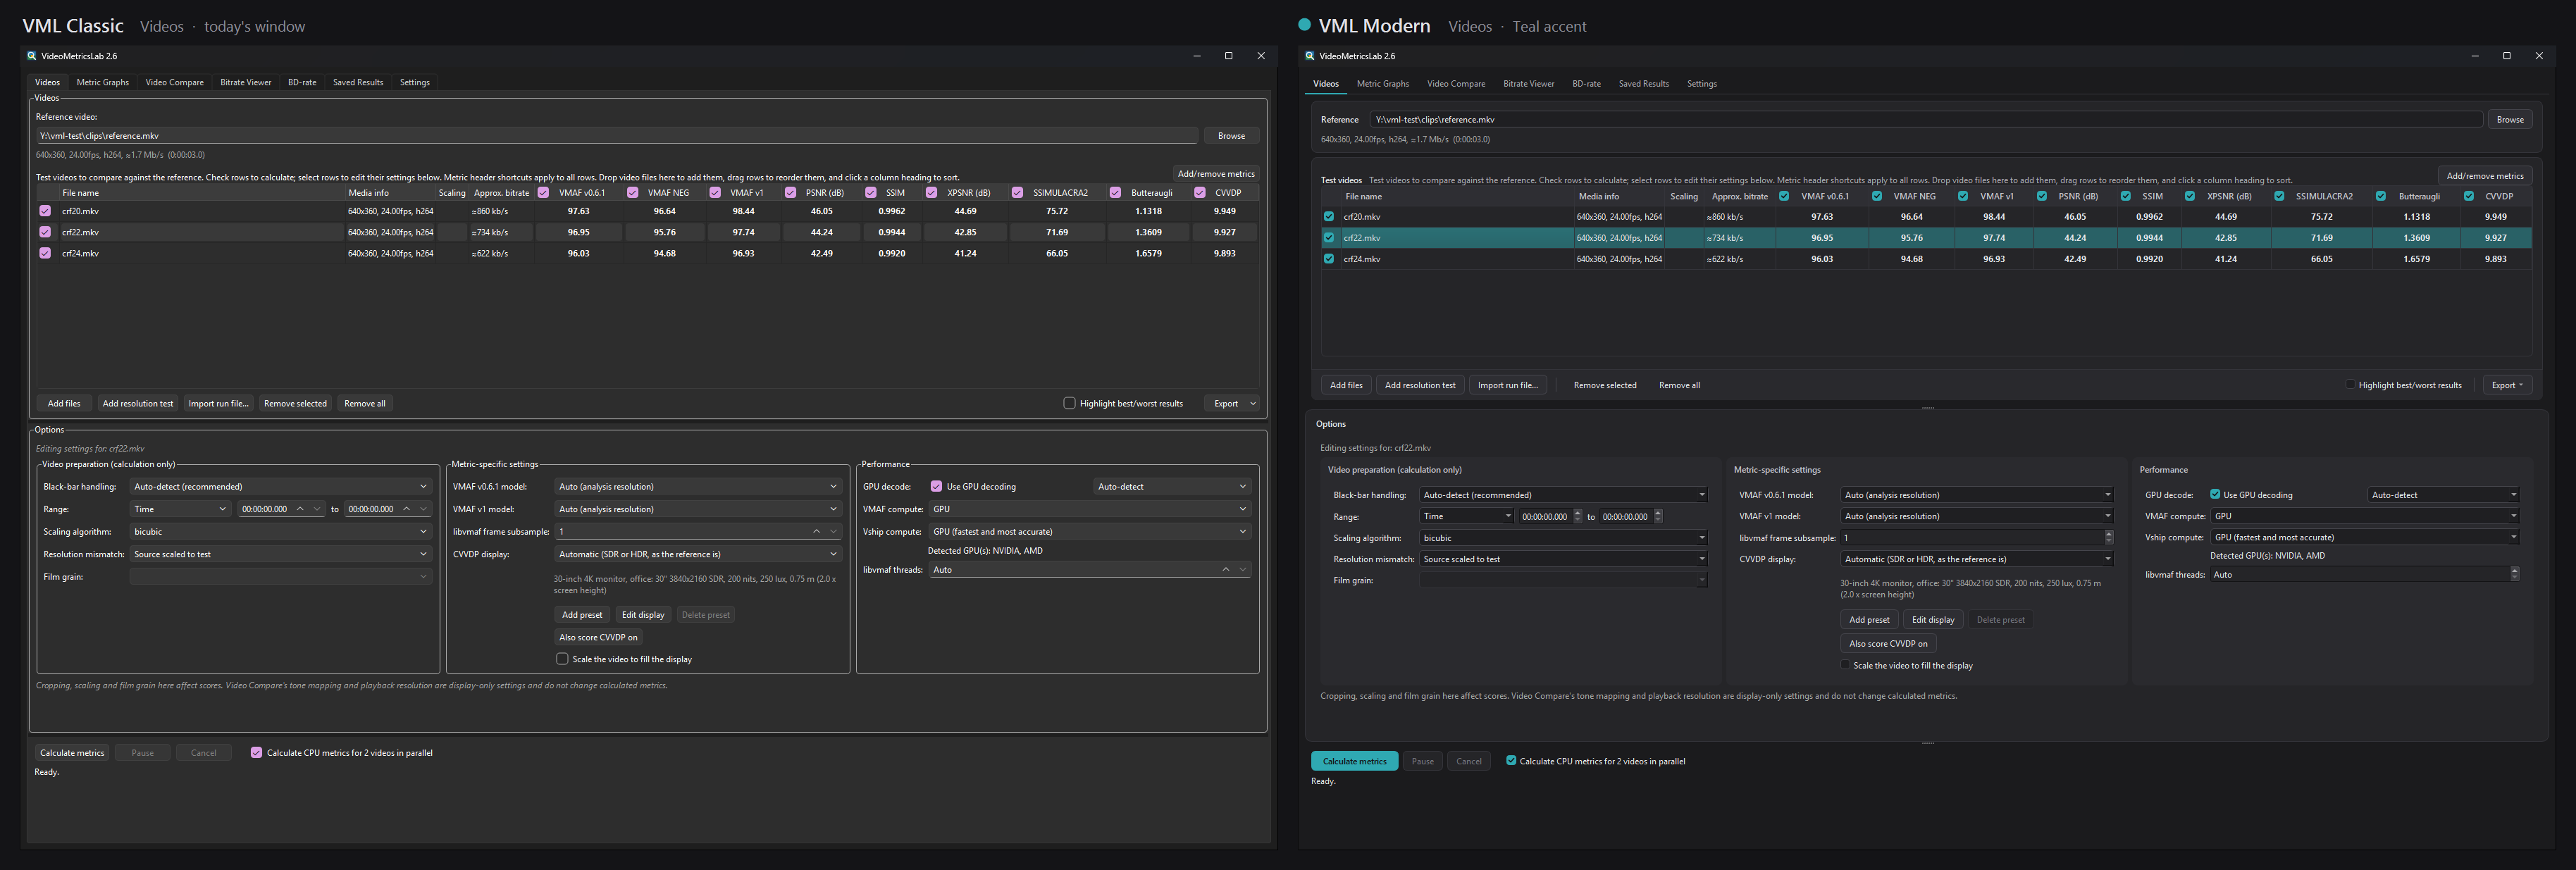 VML Classic Videos · today's window
VideoMetricsLab 2.6
Videos Metric Graphs Video Compare Bitrate Viewer BD-rate Saved Results Settings
Videos
Reference video:
Y:\vml-test\clips\reference.mkv Browse
640x360, 24.00fps, h264, ≈1.7 Mb/s (0:00:03.0)
Add/remove metrics
Test videos to compare against the reference. Check rows to calculate; select rows to edit their settings below. Metric header shortcuts apply to all rows. Drop video files here to add them, drag rows to reorder them, and click a column heading to sort.
File name Media info Scaling Approx. bitrate VMAF v0.6.1 VMAF NEG VMAF v1 PSNR (dB) SSIM XPSNR (dB) SSIMULACRA2 Butteraugli CVVDP
crf20.mkv 640x360, 24.00fps, h264 ≈860 kb/s 97.63 96.64 98.44 46.05 0.9962 44.69 75.72 1.1318 9.949
crf22.mkv 640x360, 24.00fps, h264 ≈734 kb/s 96.95 95.76 97.74 44.24 0.9944 42.85 71.69 1.3609 9.927
crf24.mkv 640x360, 24.00fps, h264 ≈622 kb/s 96.03 94.68 96.93 42.49 0.9920 41.24 66.05 1.6579 9.893
Add files Add resolution test Import run file... Remove selected Remove all Highlight best/worst results Export
Options
Editing settings for: crf22.mkv
Video preparation (calculation only)
Black-bar handling: Auto-detect (recommended)
Range: Time 00:00:00.000 to 00:00:00.000
Scaling algorithm: bicubic
Resolution mismatch: Source scaled to test
Film grain:
Metric-specific settings
VMAF v0.6.1 model: Auto (analysis resolution)
VMAF v1 model: Auto (analysis resolution)
libvmaf frame subsample: 1
CVVDP display: Automatic (SDR or HDR, as the reference is)
30-inch 4K monitor, office: 30" 3840x2160 SDR, 200 nits, 250 lux, 0.75 m (2.0 x
screen height)
Add preset Edit display Delete preset
Also score CVVDP on
Scale the video to fill the display
Performance
GPU decode: Use GPU decoding Auto-detect
VMAF compute: GPU
Vship compute: GPU (fastest and most accurate)
Detected GPU(s): NVIDIA, AMD
libvmaf threads: Auto
Cropping, scaling and film grain here affect scores. Video Compare's tone mapping and playback resolution are display-only settings and do not change calculated metrics.
Calculate metrics Pause Cancel Calculate CPU metrics for 2 videos in parallel
Ready.
VML Modern Videos · Teal accent
VideoMetricsLab 2.6
Videos Metric Graphs Video Compare Bitrate Viewer BD-rate Saved Results Settings
Reference Y:\vml-test\clips\reference.mkv Browse
640x360, 24.00fps, h264, ≈1.7 Mb/s (0:00:03.0)
Add/remove metrics
Test videos Test videos to compare against the reference. Check rows to calculate; select rows to edit their settings below. Metric header shortcuts apply to all rows. Drop video files here to add them, drag rows to reorder them, and click a column heading to sort.
File name Media info Scaling Approx. bitrate VMAF v0.6.1 VMAF NEG VMAF v1 PSNR (dB) SSIM XPSNR (dB) SSIMULACRA2 Butteraugli CVVDP
crf20.mkv 640x360, 24.00fps, h264 ≈860 kb/s 97.63 96.64 98.44 46.05 0.9962 44.69 75.72 1.1318 9.949
crf22.mkv 640x360, 24.00fps, h264 ≈734 kb/s 96.95 95.76 97.74 44.24 0.9944 42.85 71.69 1.3609 9.927
crf24.mkv 640x360, 24.00fps, h264 ≈622 kb/s 96.03 94.68 96.93 42.49 0.9920 41.24 66.05 1.6579 9.893
Add files Add resolution test Import run file... Remove selected Remove all Highlight best/worst results Export
Options
Editing settings for: crf22.mkv
Video preparation (calculation only)
Black-bar handling: Auto-detect (recommended)
Range: Time 00:00:00.000 to 00:00:00.000
Scaling algorithm: bicubic
Resolution mismatch: Source scaled to test
Film grain:
Metric-specific settings
VMAF v0.6.1 model: Auto (analysis resolution)
VMAF v1 model: Auto (analysis resolution)
libvmaf frame subsample: 1
CVVDP display: Automatic (SDR or HDR, as the reference is)
30-inch 4K monitor, office: 30" 3840x2160 SDR, 200 nits, 250 lux, 0.75 m
(2.0 x screen height)
Add preset Edit display Delete preset
Also score CVVDP on
Scale the video to fill the display
Performance
GPU decode: Use GPU decoding Auto-detect
VMAF compute: GPU
Vship compute: GPU (fastest and most accurate)
Detected GPU(s): NVIDIA, AMD
libvmaf threads: Auto
Cropping, scaling and film grain here affect scores. Video Compare's tone mapping and playback resolution are display-only settings and do not change calculated metrics.
Calculate metrics Pause Cancel Calculate CPU metrics for 2 videos in parallel
Ready.